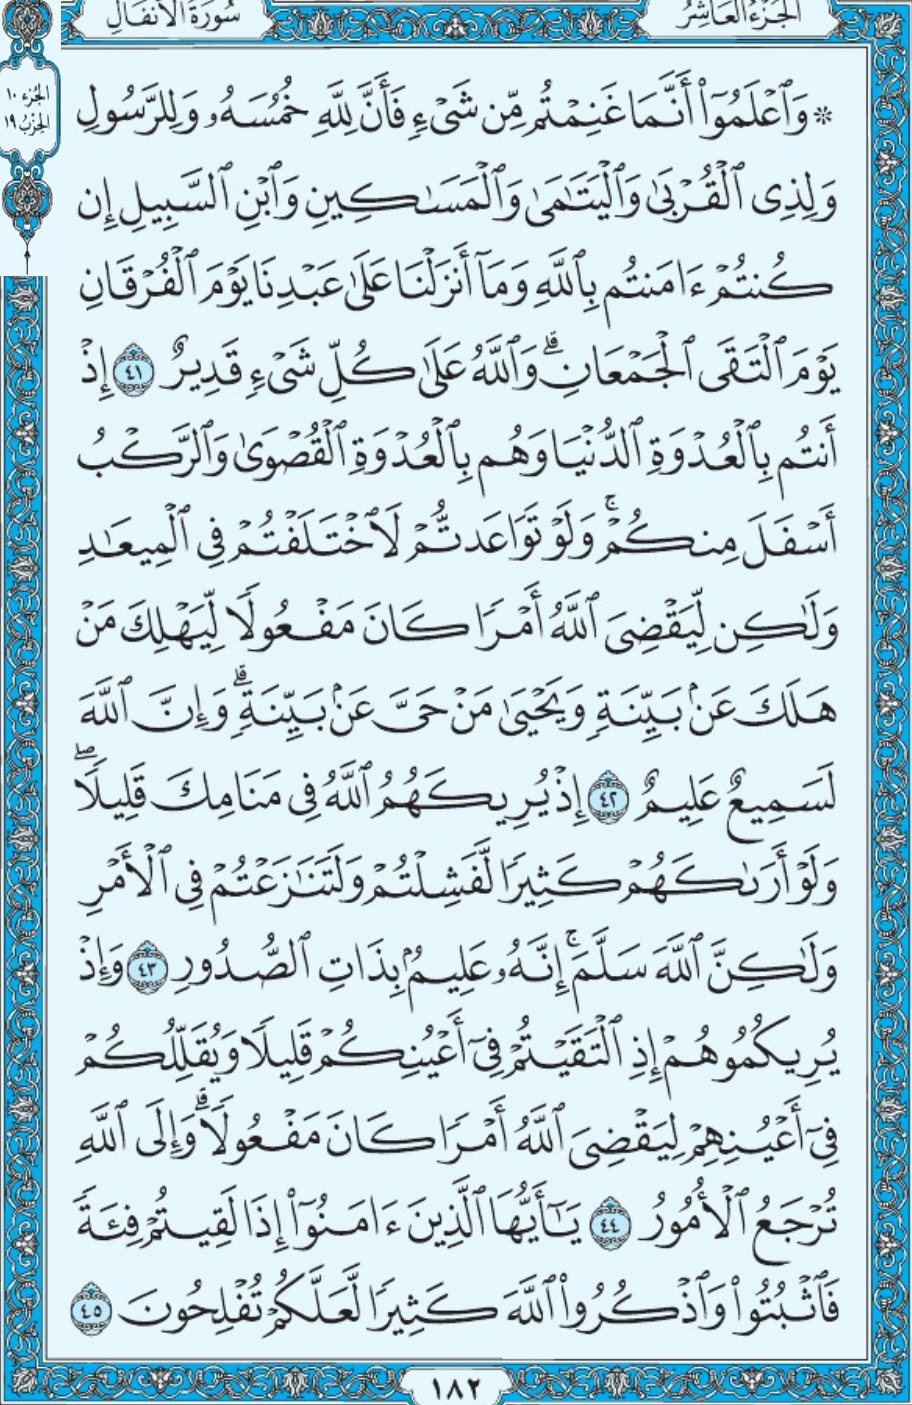 سُورَةُ الأَنفَالِ
الجُزءُ العَاشِرُ
الجُزء ١٠
الحِزْبُ ١٩
۞ وَٱعْلَمُوٓا۟ أَنَّمَا غَنِمْتُم مِّن شَىْءٍ فَأَنَّ لِلَّهِ خُمُسَهُۥ وَلِلرَّسُولِ
وَلِذِى ٱلْقُرْبَىٰ وَٱلْيَتَـٰمَىٰ وَٱلْمَسَـٰكِينِ وَٱبْنِ ٱلسَّبِيلِ إِن
كُنتُمْ ءَامَنتُم بِٱللَّهِ وَمَآ أَنزَلْنَا عَلَىٰ عَبْدِنَا يَوْمَ ٱلْفُرْقَانِ
يَوْمَ ٱلْتَقَى ٱلْجَمْعَانِ ۗ وَٱللَّهُ عَلَىٰ كُلِّ شَىْءٍ قَدِيرٌ ٤١ إِذْ
أَنتُم بِٱلْعُدْوَةِ ٱلدُّنْيَا وَهُم بِٱلْعُدْوَةِ ٱلْقُصْوَىٰ وَٱلرَّكْبُ
أَسْفَلَ مِنكُمْ ۚ وَلَوْ تَوَاعَدتُّمْ لَٱخْتَلَفْتُمْ فِى ٱلْمِيعَـٰدِ
وَلَـٰكِن لِّيَقْضِىَ ٱللَّهُ أَمْرًا كَانَ مَفْعُولًا لِّيَهْلِكَ مَنْ
هَلَكَ عَنۢ بَيِّنَةٍ وَيَحْيَىٰ مَنْ حَىَّ عَنۢ بَيِّنَةٍ ۗ وَإِنَّ ٱللَّهَ
لَسَمِيعٌ عَلِيمٌ ٤٢ إِذْ يُرِيكَهُمُ ٱللَّهُ فِى مَنَامِكَ قَلِيلًا ۖ
وَلَوْ أَرَىٰكَهُمْ كَثِيرًا لَّفَشِلْتُمْ وَلَتَنَـٰزَعْتُمْ فِى ٱلْأَمْرِ
وَلَـٰكِنَّ ٱللَّهَ سَلَّمَ ۚ إِنَّهُۥ عَلِيمٌۢ بِذَاتِ ٱلصُّدُورِ ٤٣ وَإِذْ
يُرِيكُمُوهُمْ إِذِ ٱلْتَقَيْتُمْ فِىٓ أَعْيُنِكُمْ قَلِيلًا وَيُقَلِّلُكُمْ
فِىٓ أَعْيُنِهِمْ لِيَقْضِىَ ٱللَّهُ أَمْرًا كَانَ مَفْعُولًا ۗ وَإِلَى ٱللَّهِ
تُرْجَعُ ٱلْأُمُورُ ٤٤ يَـٰٓأَيُّهَا ٱلَّذِينَ ءَامَنُوٓا۟ إِذَا لَقِيتُمْ فِئَةً
فَٱثْبُتُوا۟ وَٱذْكُرُوا۟ ٱللَّهَ كَثِيرًا لَّعَلَّكُمْ تُفْلِحُونَ ٤٥
١٨٢